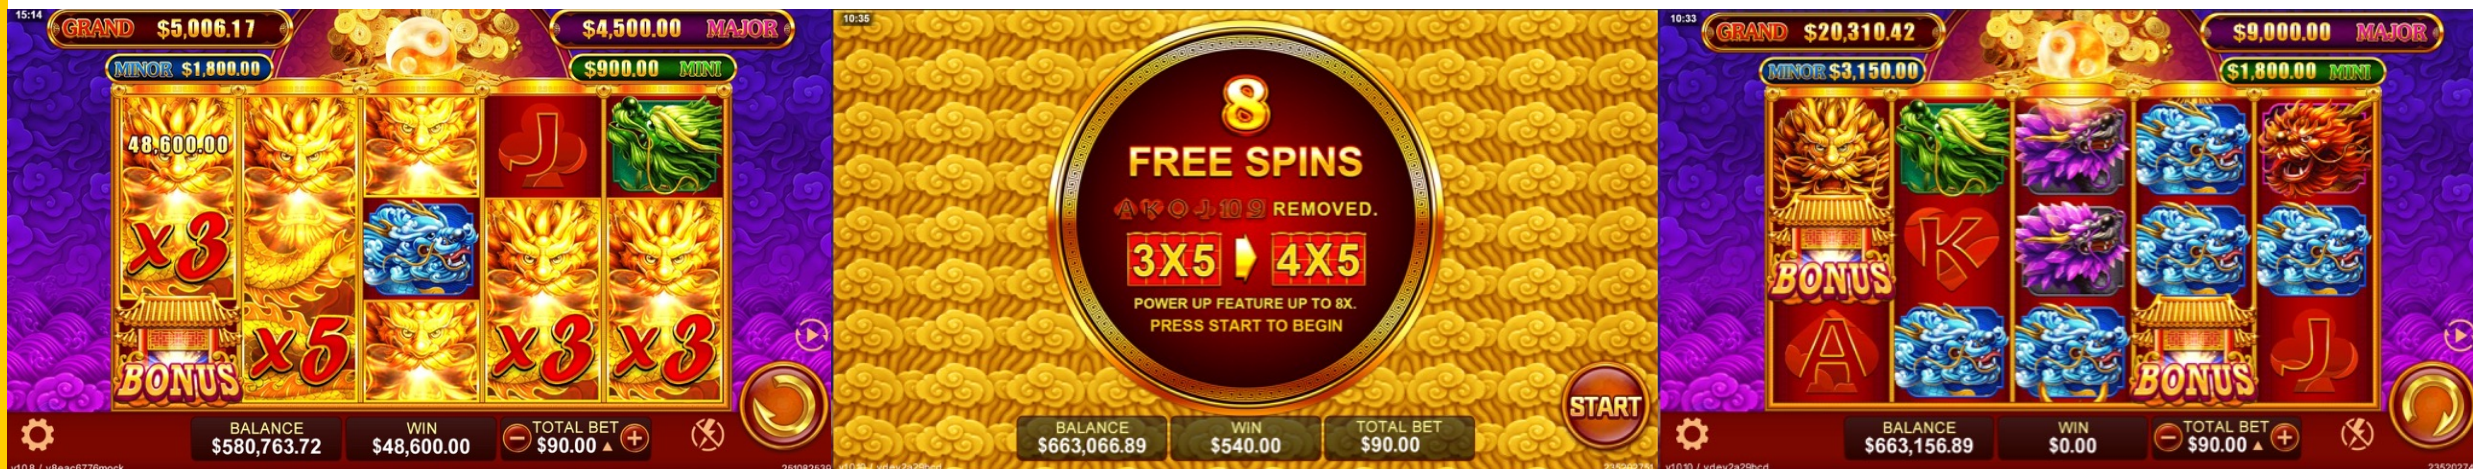 15:14
GRAND $5,006.17
$4,500.00 MAJOR
MINOR $1,800.00
$900.00 MINI
48,600.00
J
X3
BONUS
X5
X3
X3
BALANCE
$580,763.72
WIN
$48,600.00
TOTAL BET
$90.00
10:35
8
FREE SPINS
A K Q J 10 9 REMOVED.
3X5 4X5
POWER UP FEATURE UP TO 8X.
PRESS START TO BEGIN
START
BALANCE
$663,066.89
WIN
$540.00
TOTAL BET
$90.00
10:33
GRAND $20,310.42
$9,000.00 MAJOR
MINOR $3,150.00
$1,800.00 MINI
BONUS
K
A
BONUS
J
BALANCE
$663,156.89
WIN
$0.00
TOTAL BET
$90.00